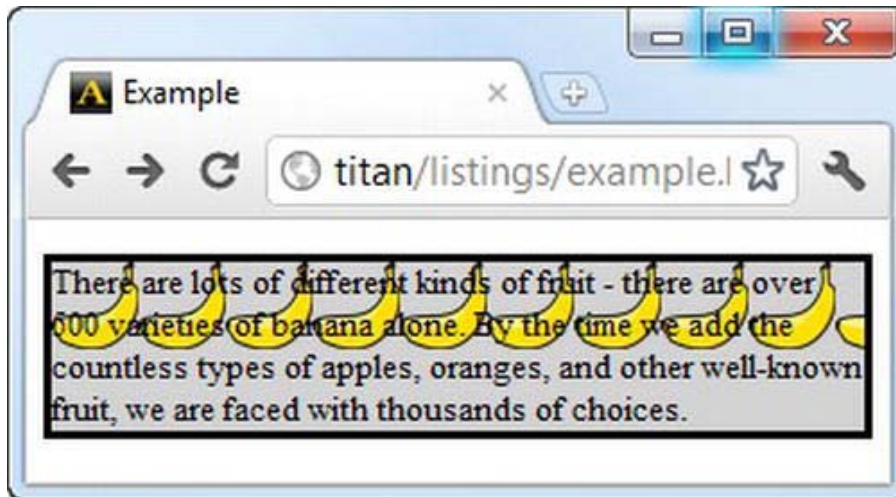 A Example
titan/listings/example.l
There are lots of different kinds of fruit - there are over
600 varieties of banana alone. By the time we add the
countless types of apples, oranges, and other well-known
fruit, we are faced with thousands of choices.